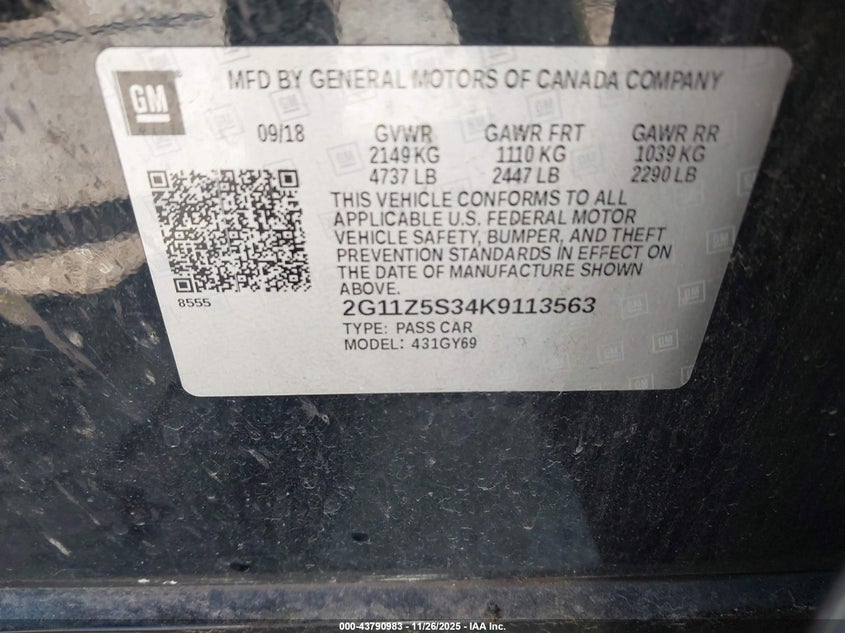 GM
MFD BY GENERAL MOTORS OF CANADA COMPANY
09/18 GVWR GAWR FRT GAWR RR
2149 KG 1110 KG 1039 KG
4737 LB 2447 LB 2290 LB
THIS VEHICLE CONFORMS TO ALL
APPLICABLE U.S. FEDERAL MOTOR
VEHICLE SAFETY, BUMPER, AND THEFT
PREVENTION STANDARDS IN EFFECT ON
THE DATE OF MANUFACTURE SHOWN
ABOVE.
8555
2G11Z5S34K9113563
TYPE: PASS CAR
MODEL: 431GY69
000-43790983 - 11/26/2025 - IAA Inc.